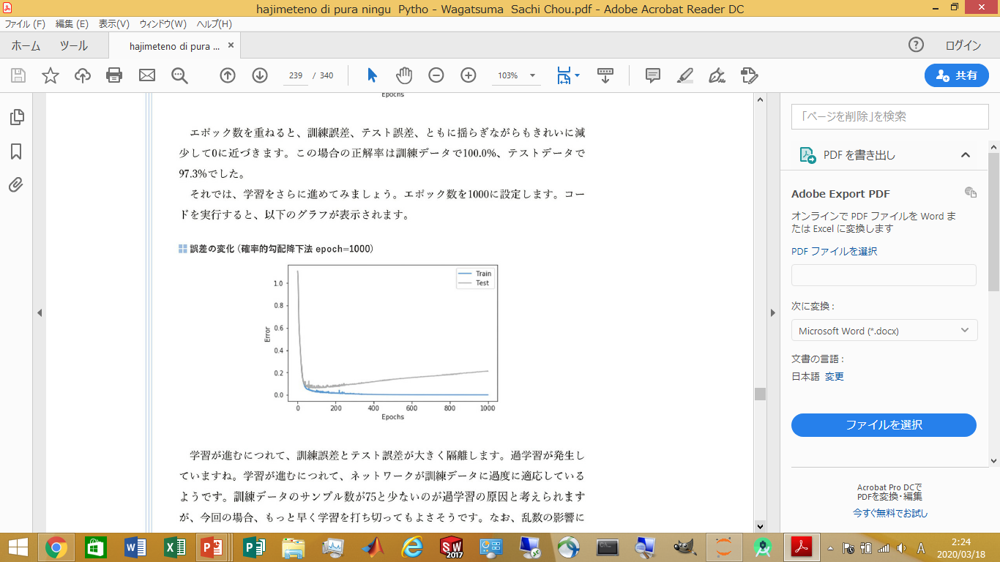 hajimeteno di pura ningu Pytho - Wagatsuma Sachi Chou.pdf - Adobe Acrobat Reader DC
ファイル (F) 編集 (E) 表示(V) ウィンドウ(W) ヘルプ(H)
ホーム ツール hajimeteno di pura ... × ログイン
239 / 340 103% 共有
Epochs
エポック数を重ねると、訓練誤差、テスト誤差、ともに揺らぎながらもきれいに減
少して0に近づきます。この場合の正解率は訓練データで100.0%、テストデータで
97.3%でした。
それでは、学習をさらに進めてみましょう。エポック数を1000に設定します。コー
ドを実行すると、以下のグラフが表示されます。
誤差の変化 (確率的勾配降下法 epoch=1000)
Train
Test
1.0
0.8
0.6
0.4
0.2
0.0
Error
0 200 400 600 800 1000
Epochs
学習が進むにつれて、訓練誤差とテスト誤差が大きく隔離します。過学習が発生し
ていますね。学習が進むにつれて、ネットワークが訓練データに過度に適応している
ようです。訓練データのサンプル数が75と少ないのが過学習の原因と考えられます
が、今回の場合、もっと早く学習を打ち切ってもよさそうです。なお、乱数の影響に
「ページを削除」を検索
PDF を書き出し
Adobe Export PDF
オンラインで PDF ファイルを Word ま
たは Excel に変換します
PDF ファイルを選択
次に変換 :
Microsoft Word (*.docx)
文書の言語 :
日本語 変更
ファイルを選択
Acrobat Pro DCで
PDFを変換・編集
今すぐ無料でお試し
SW
2017
A
2:24
2020/03/18